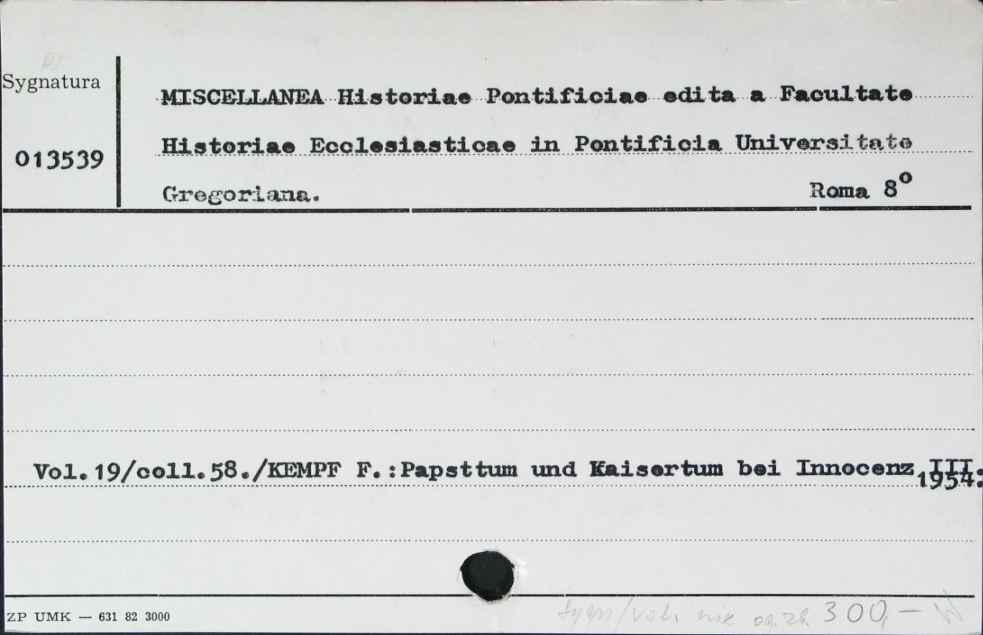 Sygnatura
013539
MISCELLANEA Historiae Pontificiae edita a Facultate
Historiae Ecclesiasticae in Pontificia Universitate
Gregoriana. Roma 8º
Vol.19/coll.58./KEMPF F.:Papsttum und Kaisertum bei Innocenz III.
1954.
ZP UMK — 631 82 3000
300,—